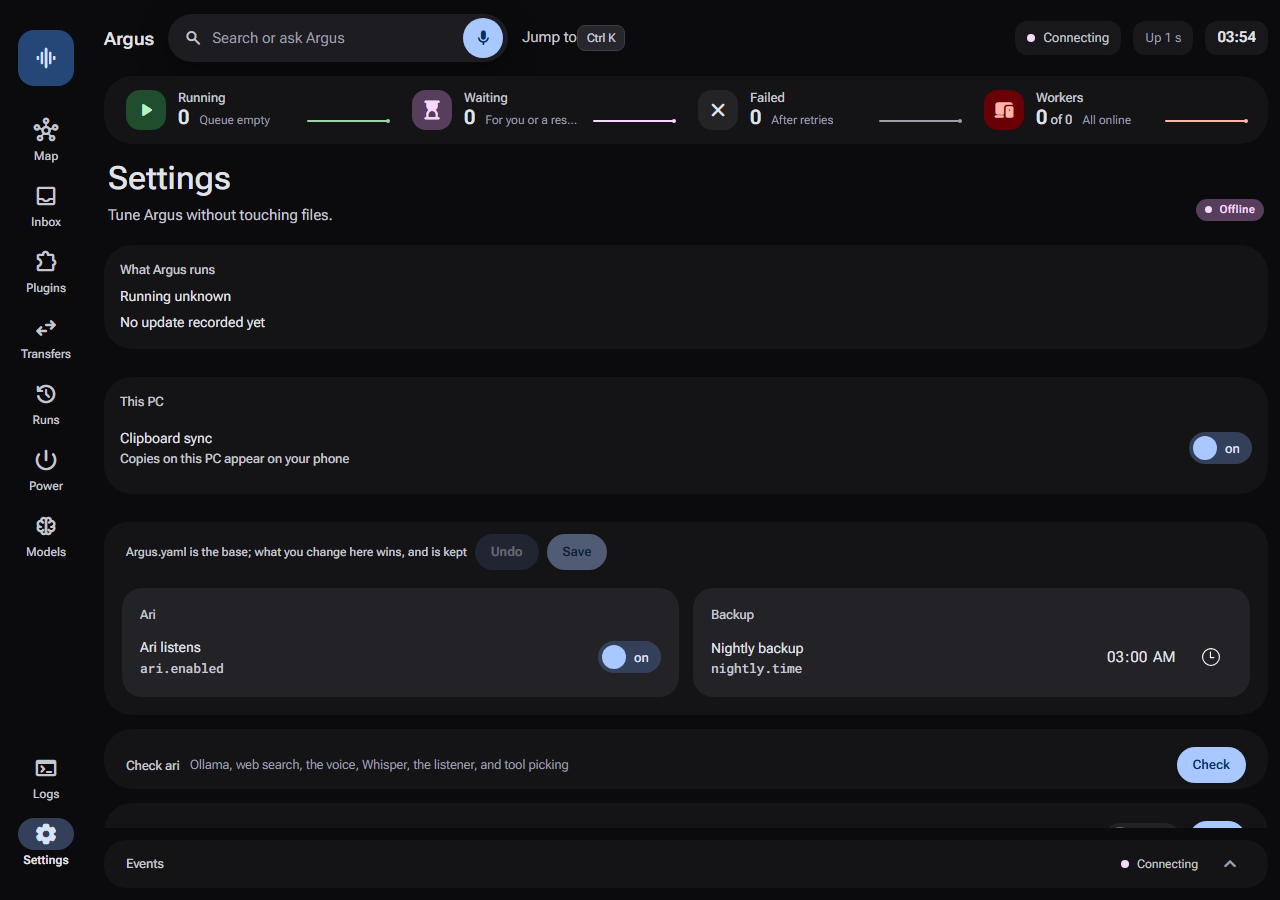 Argus
Search or ask Argus
Jump to Ctrl K
Connecting
Up 1 s
03:54
Running
0 Queue empty
Waiting
0 For you or a res...
Failed
0 After retries
Workers
0 of 0 All online
Map
Inbox
Plugins
Transfers
Runs
Power
Models
Logs
Settings
Settings
Tune Argus without touching files.
Offline
What Argus runs
Running unknown
No update recorded yet
This PC
Clipboard sync
Copies on this PC appear on your phone
on
Argus.yaml is the base; what you change here wins, and is kept
Undo
Save
Ari
Ari listens
ari.enabled
on
Backup
Nightly backup
nightly.time
03:00 AM
Check ari Ollama, web search, the voice, Whisper, the listener, and tool picking
Check
Events
Connecting